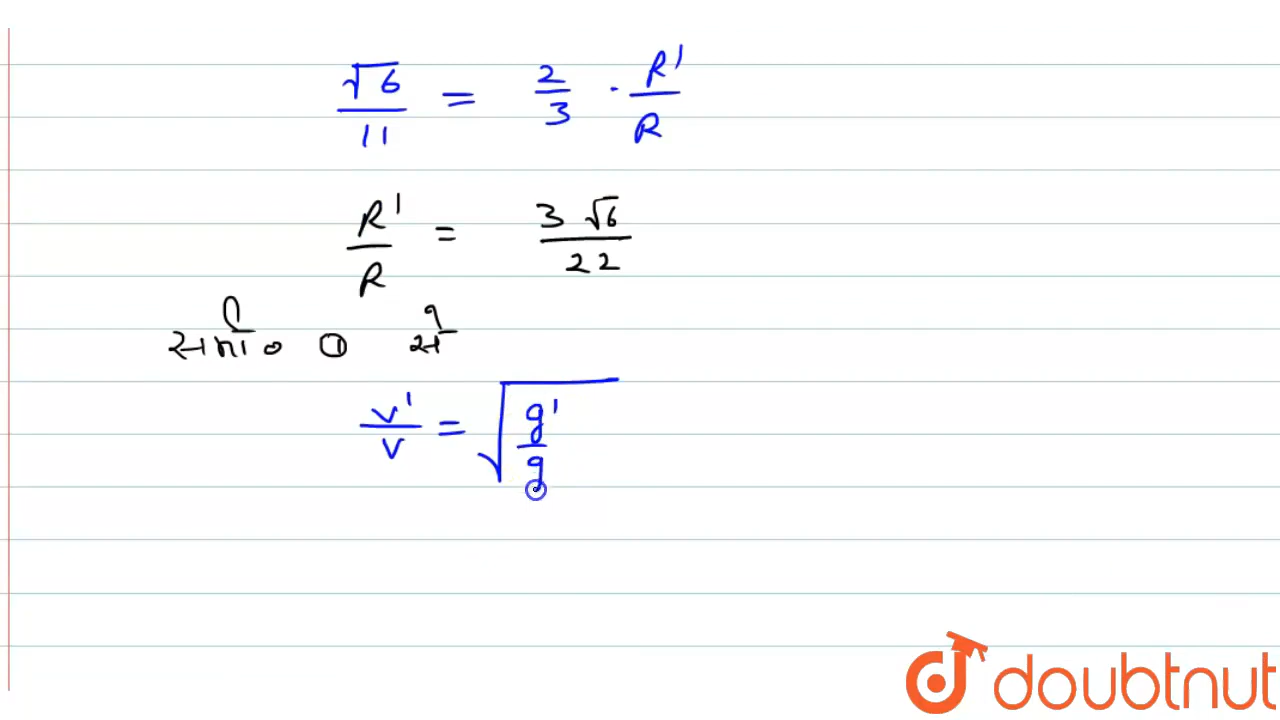 √6/11 = 2/3 · R'/R
R'/R = 3√6/22
समी० ① से
v'/v = √(g'/g)
doubtnut